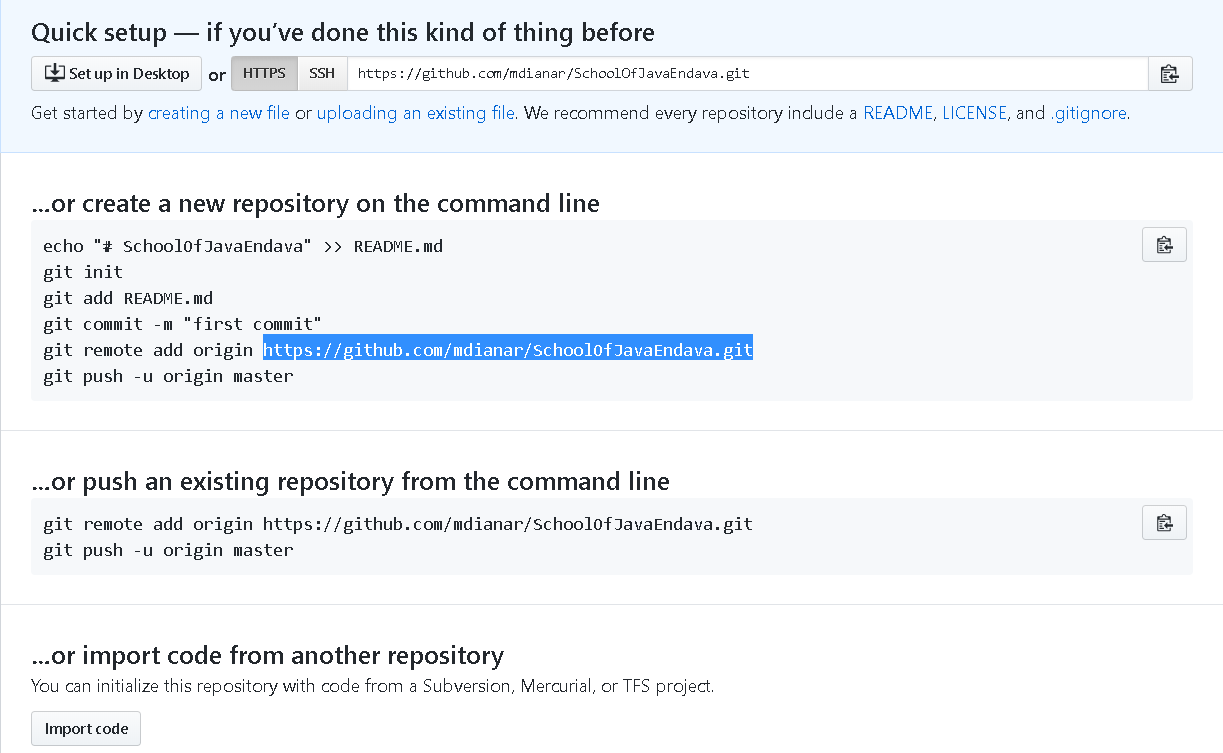 Quick setup — if you’ve done this kind of thing before
Set up in Desktop or HTTPS SSH https://github.com/mdianar/SchoolOfJavaEndava.git
Get started by creating a new file or uploading an existing file. We recommend every repository include a README, LICENSE, and .gitignore.
…or create a new repository on the command line
echo "# SchoolOfJavaEndava" >> README.md
git init
git add README.md
git commit -m "first commit"
git remote add origin https://github.com/mdianar/SchoolOfJavaEndava.git
git push -u origin master
…or push an existing repository from the command line
git remote add origin https://github.com/mdianar/SchoolOfJavaEndava.git
git push -u origin master
…or import code from another repository
You can initialize this repository with code from a Subversion, Mercurial, or TFS project.
Import code